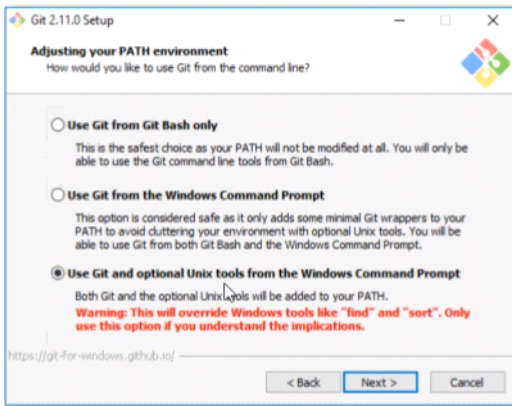 Git 2.11.0 Setup
Adjusting your PATH environment
How would you like to use Git from the command line?
Use Git from Git Bash only
This is the safest choice as your PATH will not be modified at all. You will only be
able to use the Git command line tools from Git Bash.
Use Git from the Windows Command Prompt
This option is considered safe as it only adds some minimal Git wrappers to your
PATH to avoid cluttering your environment with optional Unix tools. You will be
able to use Git from both Git Bash and the Windows Command Prompt.
Use Git and optional Unix tools from the Windows Command Prompt
Both Git and the optional Unix tools will be added to your PATH.
Warning: This will override Windows tools like "find" and "sort". Only
use this option if you understand the implications.
https://git-for-windows.github.io/
< Back Next > Cancel